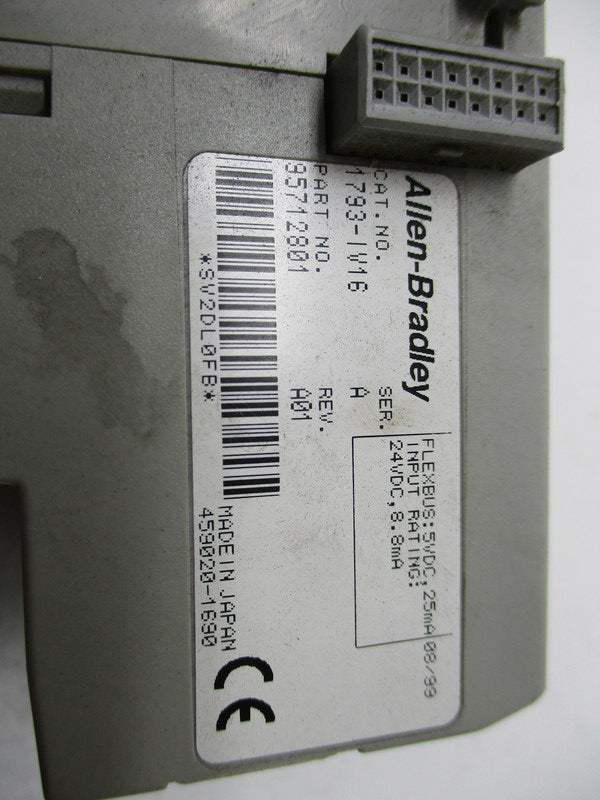 Allen-Bradley
CAT.NO.
SER.
1793-IV16
A
PART NO.
REV.
95712801
A01
*SV2DL0FB*
FLEXBUS:5VDC,25mA
08/99
INPUT RATING:
24VDC,8.8mA
MADE IN JAPAN
459020-1690
CE